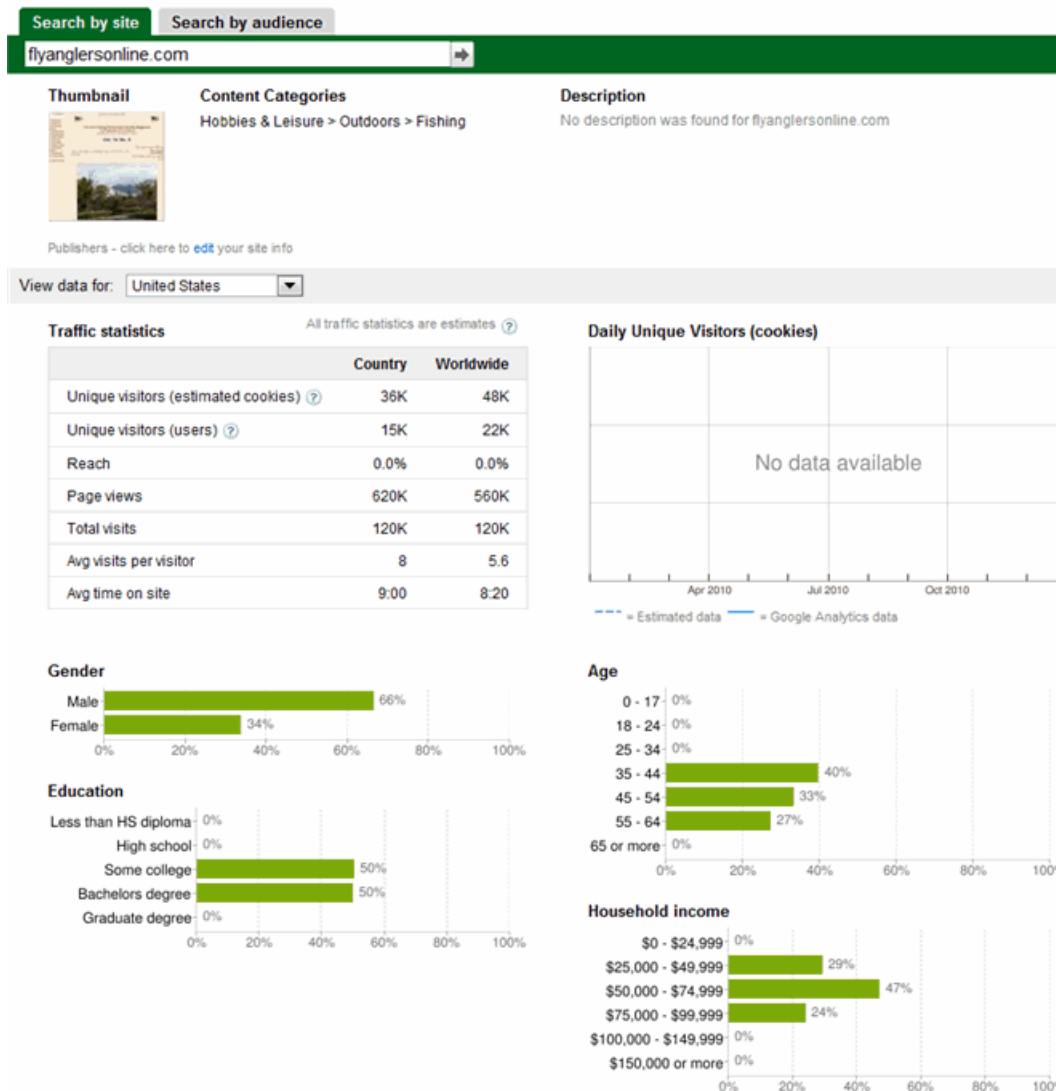 Search by site Search by audience
flyanglersonline.com
Thumbnail Content Categories Description
Hobbies & Leisure > Outdoors > Fishing No description was found for flyanglersonline.com
Publishers - click here to edit your site info
View data for: United States
Traffic statistics All traffic statistics are estimates ?
Country Worldwide
Unique visitors (estimated cookies) ? 36K 48K
Unique visitors (users) ? 15K 22K
Reach 0.0% 0.0%
Page views 620K 560K
Total visits 120K 120K
Avg visits per visitor 8 5.6
Avg time on site 9:00 8:20
Daily Unique Visitors (cookies)
No data available
Apr 2010 Jul 2010 Oct 2010
= Estimated data = Google Analytics data
Gender
Male 66%
Female 34%
0% 20% 40% 60% 80% 100%
Education
Less than HS diploma 0%
High school 0%
Some college 50%
Bachelors degree 50%
Graduate degree 0%
0% 20% 40% 60% 80% 100%
Age
0 - 17 0%
18 - 24 0%
25 - 34 0%
35 - 44 40%
45 - 54 33%
55 - 64 27%
65 or more 0%
0% 20% 40% 60% 80% 100
Household income
$0 - $24,999 0%
$25,000 - $49,999 29%
$50,000 - $74,999 47%
$75,000 - $99,999 24%
$100,000 - $149,999 0%
$150,000 or more 0%
0% 20% 40% 60% 80% 100